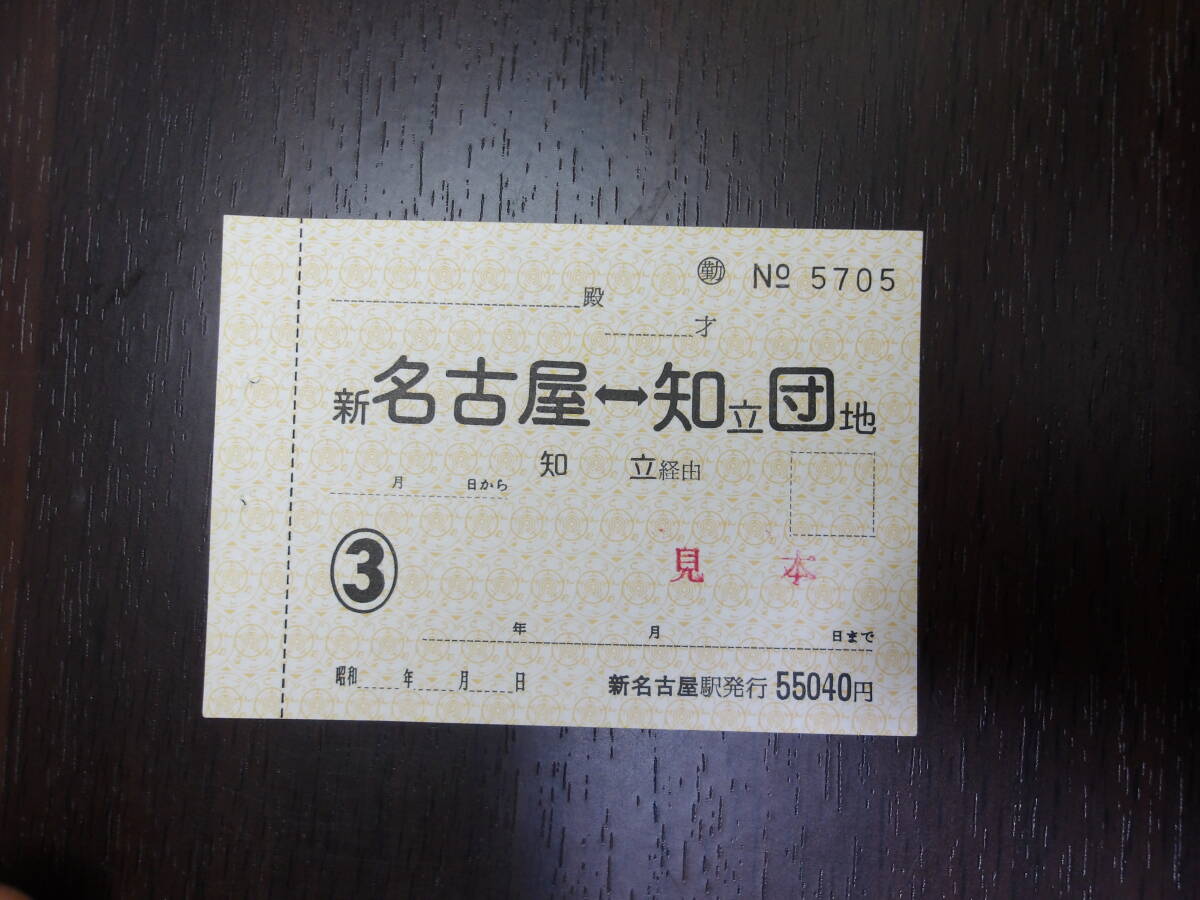 ㊞勤 № 5705
殿
才
新名古屋↔知立団地
知立経由
月 日から
③
見本
年 月 日まで
昭和 年 月 日
新名古屋駅発行 55040円